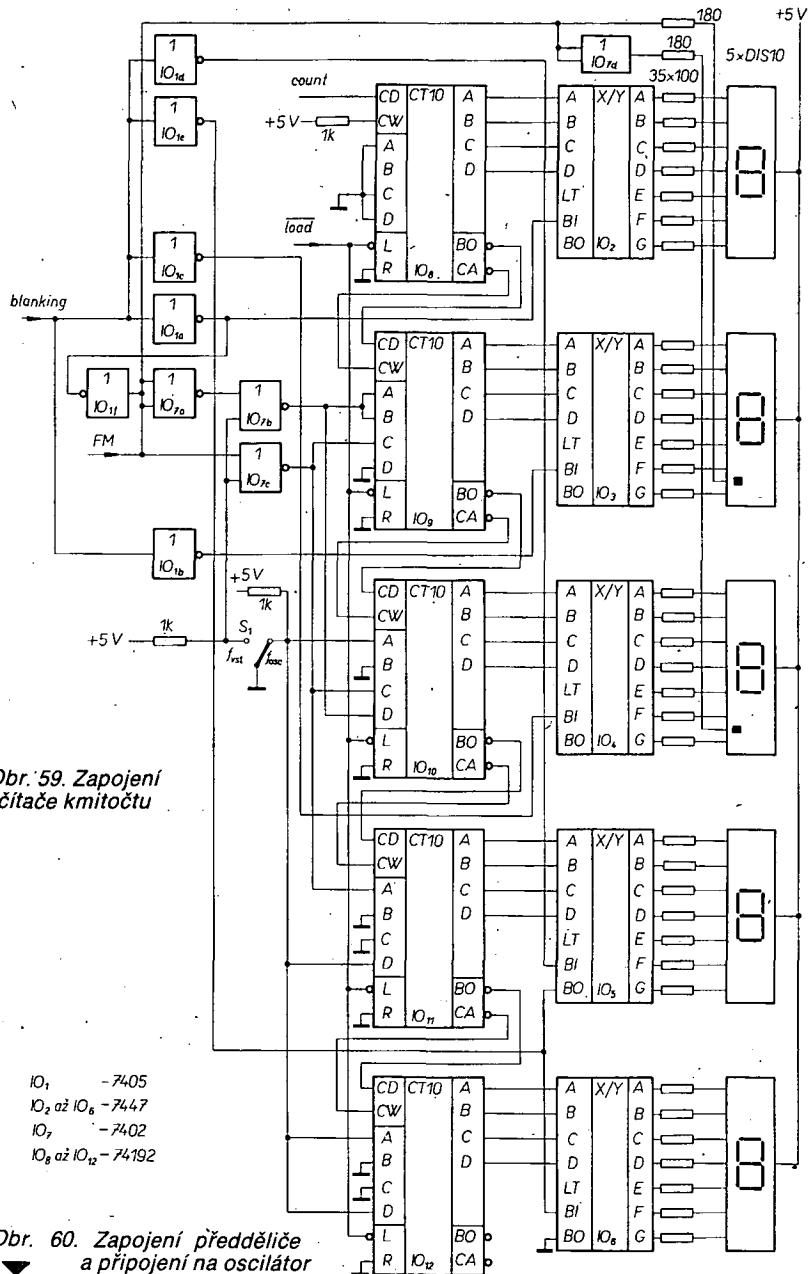 180
+5V
1
IO1d
1
IO7d
180
5×DIS10
35×100
count
+5V
1k
CD CT10 A
CW B
A C
B D
C
D
L BO
R IO8 CA
A X/Y A
B B
C C
D D
LT E
BI F
BO IO2 G
1
IO1e
load
1
IO1c
blanking
1
IO1a
1
IO1f
1
IO7a
1
IO7b
FM
1
IO7c
1
IO1b
CD CT10 A
CW B
A C
B D
C
D
L BO
R IO9 CA
A X/Y A
B B
C C
D D
LT E
BI F
BO IO3 G
+5V
1k
+5V
1k
S1
fvst
fosc
CD CT10 A
CW B
A C
B D
C
D
L BO
R IO10 CA
A X/Y A
B B
C C
D D
LT E
BI F
BO IO4 G
Obr. 59. Zapojení
čítače kmitočtu
CD CT10 A
CW B
A C
B D
C
D
L BO
R IO11 CA
A X/Y A
B B
C C
D D
LT E
BI F
BO IO5 G
IO1 - 7405
IO2 až IO6 - 7447
IO7 - 7402
IO8 až IO12 - 74192
CD CT10 A
CW B
A C
B D
C
D
L BO
R IO12 CA
A X/Y A
B B
C C
D D
LT E
BI F
BO IO6 G
Obr. 60. Zapojení předděliče
a připojení na oscilátor